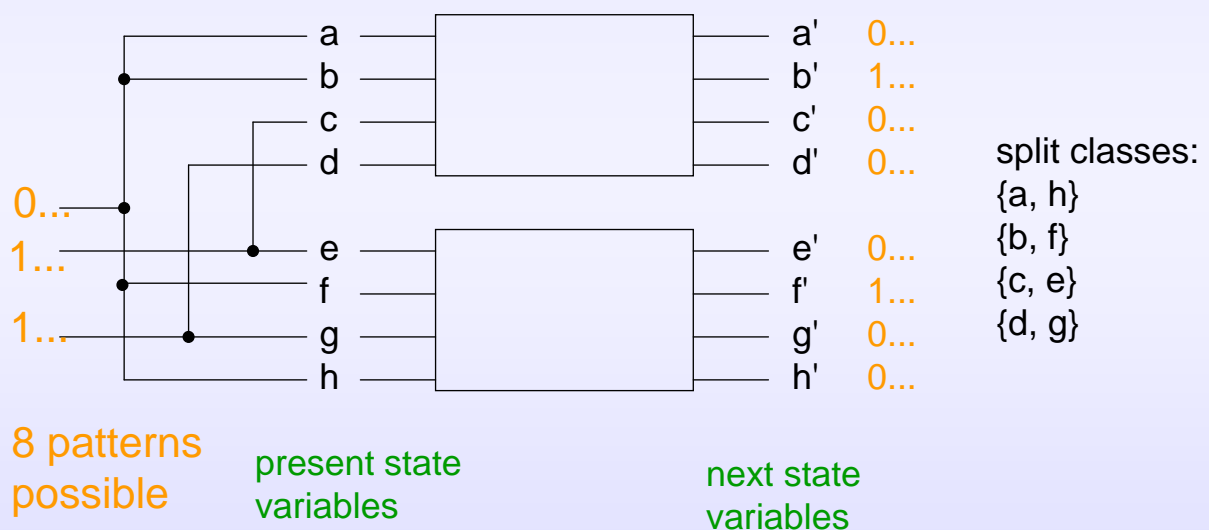 a a' 0...
b b' 1...
c c' 0...
d d' 0...
split classes:
{a, h}
{b, f}
{c, e}
{d, g}
0...
1...
1...
e e' 0...
f f' 1...
g g' 0...
h h' 0...
8 patterns
possible
present state
variables
next state
variables